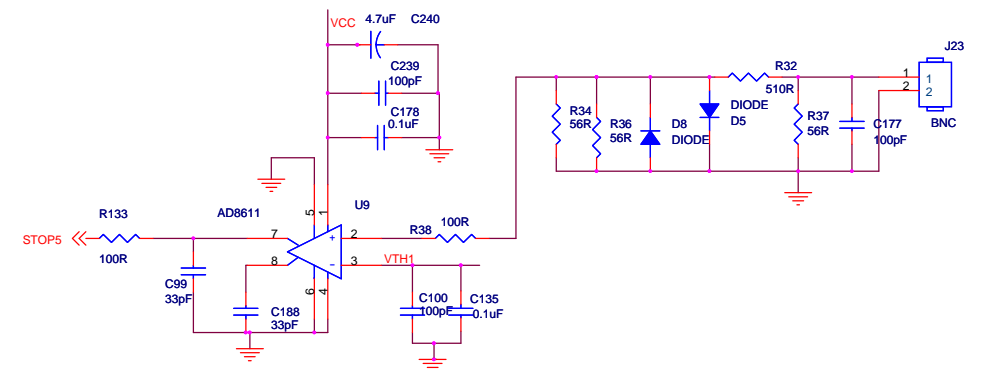 VCC
4.7uF C240
C239
100pF
C178
0.1uF
J23
R32
510R
1 1
2 2
BNC
R34
56R
R36
56R
D8
DIODE
DIODE
D5
R37
56R
C177
100pF
AD8611
U9
5 1
R133
STOP5
100R
7
8
+ 2
- 3
6 4
R38
100R
VTH1
C99
33pF
C188
33pF
C100
100pF
C135
0.1uF